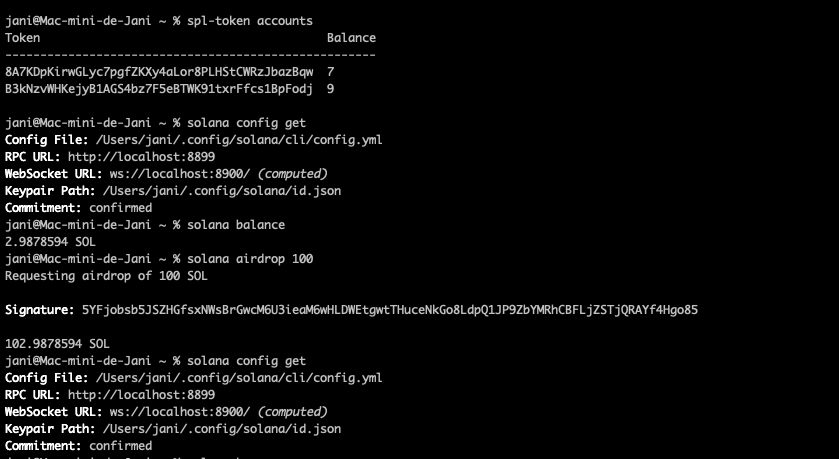 jani@Mac-mini-de-Jani ~ % spl-token accounts
Token Balance
---------------------------------------------------
8A7KDpKirwGLyc7pgfZKXy4aLor8PLHStCWRzJbazBqw 7
B3kNzvWHKejyB1AGS4bz7F5eBTWK91txrFfcs1BpFodj 9
jani@Mac-mini-de-Jani ~ % solana config get
Config File: /Users/jani/.config/solana/cli/config.yml
RPC URL: http://localhost:8899
WebSocket URL: ws://localhost:8900/ (computed)
Keypair Path: /Users/jani/.config/solana/id.json
Commitment: confirmed
jani@Mac-mini-de-Jani ~ % solana balance
2.9878594 SOL
jani@Mac-mini-de-Jani ~ % solana airdrop 100
Requesting airdrop of 100 SOL
Signature: 5YFjobsb5JSZHGfsxNWsBrGwcM6U3ieaM6wHLDWEtgwtTHuceNkGo8LdpQ1JP9ZbYMRhCBFLjZSTjQRAYf4Hgo85
102.9878594 SOL
jani@Mac-mini-de-Jani ~ % solana config get
Config File: /Users/jani/.config/solana/cli/config.yml
RPC URL: http://localhost:8899
WebSocket URL: ws://localhost:8900/ (computed)
Keypair Path: /Users/jani/.config/solana/id.json
Commitment: confirmed